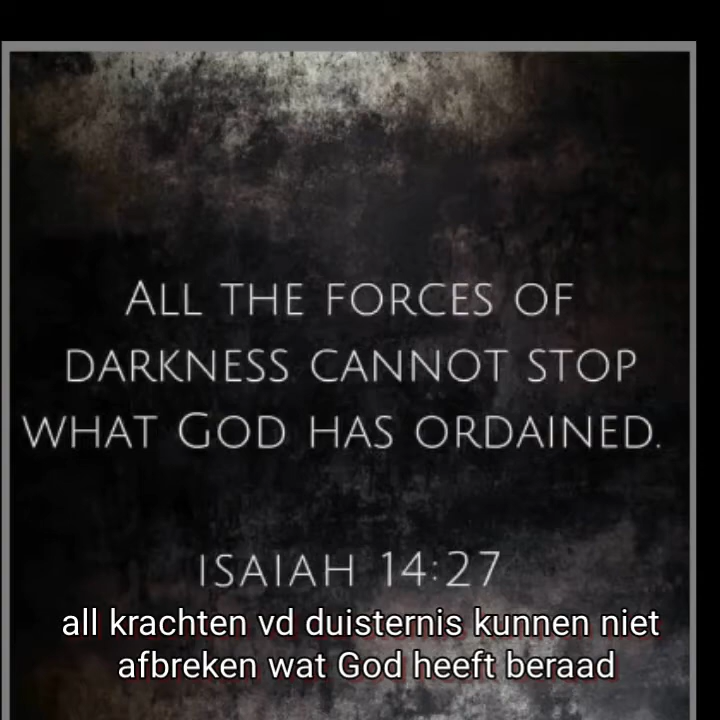 All the forces of
darkness cannot stop
what God has ordained.
Isaiah 14:27
all krachten vd duisternis kunnen niet
afbreken wat God heeft beraad